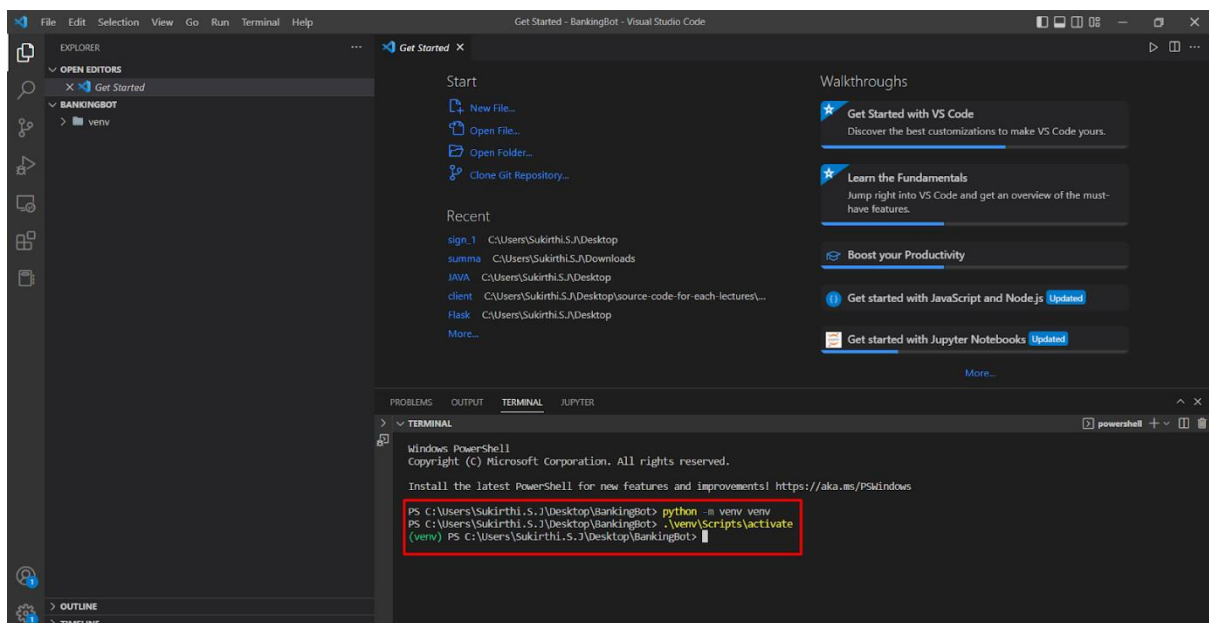 File Edit Selection View Go Run Terminal Help
Get Started - BankingBot - Visual Studio Code
EXPLORER
OPEN EDITORS
Get Started
BANKINGBOT
venv
OUTLINE
TIMELINE
Get Started
Start
New File...
Open File...
Open Folder...
Clone Git Repository...
Recent
sign_1 C:\Users\Sukirthi.S.J\Desktop
summa C:\Users\Sukirthi.S.J\Downloads
JAVA C:\Users\Sukirthi.S.J\Desktop
client C:\Users\Sukirthi.S.J\Desktop\source-code-for-each-lectures\...
Flask C:\Users\Sukirthi.S.J\Desktop
More...
Walkthroughs
Get Started with VS Code
Discover the best customizations to make VS Code yours.
Learn the Fundamentals
Jump right into VS Code and get an overview of the must-
have features.
Boost your Productivity
Get started with JavaScript and Node.js Updated
Get started with Jupyter Notebooks Updated
More...
PROBLEMS OUTPUT TERMINAL JUPYTER
TERMINAL
powershell
Windows PowerShell
Copyright (C) Microsoft Corporation. All rights reserved.
Install the latest PowerShell for new features and improvements! https://aka.ms/PSWindows
PS C:\Users\Sukirthi.S.J\Desktop\BankingBot> python -m venv venv
PS C:\Users\Sukirthi.S.J\Desktop\BankingBot> .\venv\Scripts\activate
(venv) PS C:\Users\Sukirthi.S.J\Desktop\BankingBot>
1
1